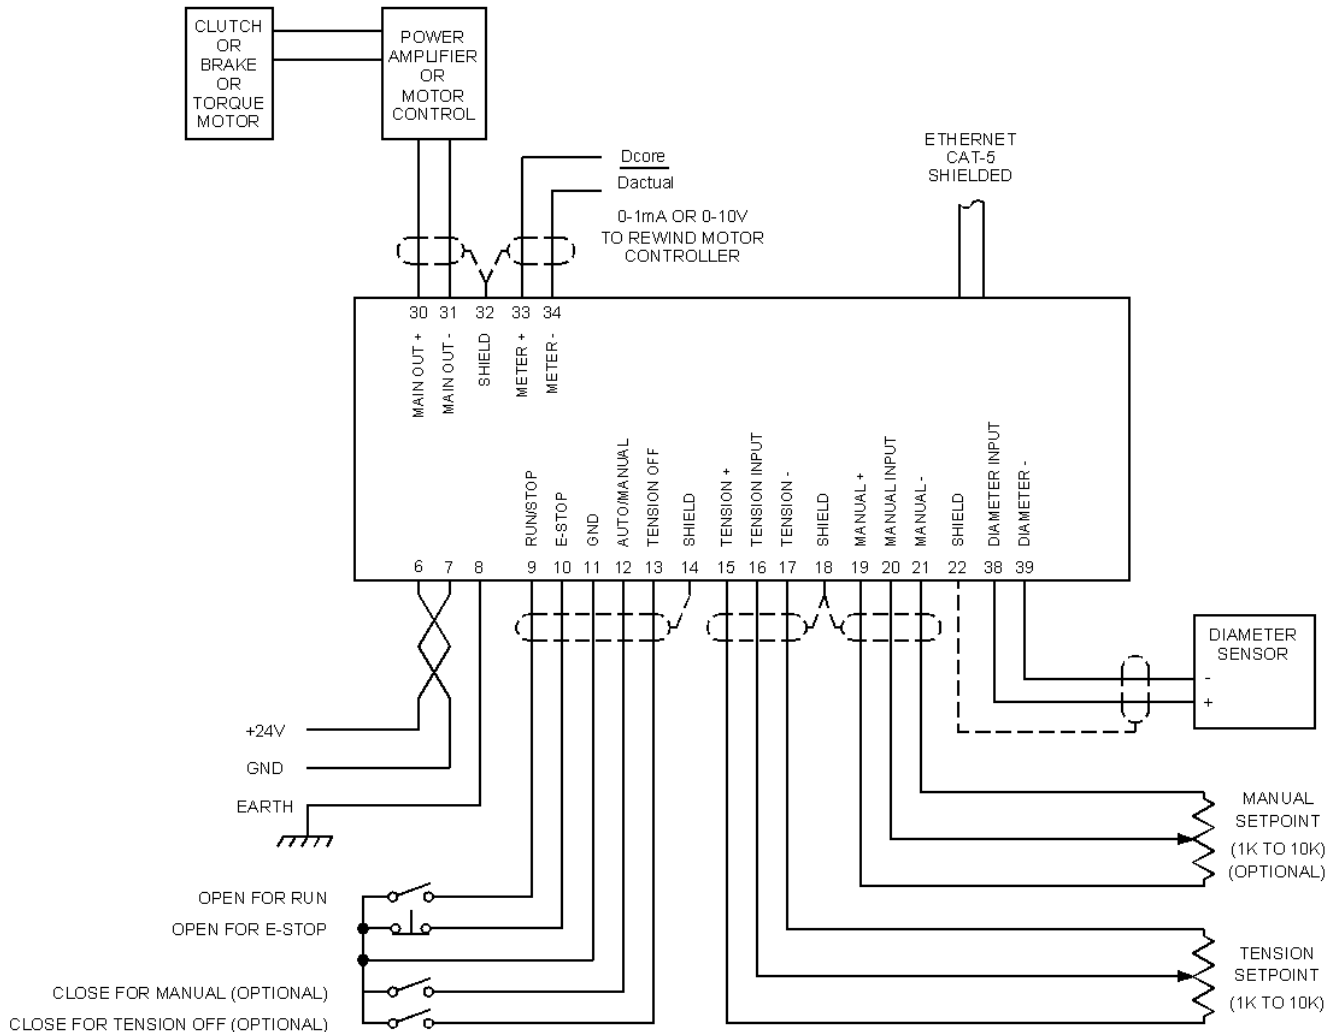 CLUTCH
OR
BRAKE
OR
TORQUE
MOTOR
POWER
AMPLIFIER
OR
MOTOR
CONTROL
Dcore
Dactual
0-1mA OR 0-10V
TO REWIND MOTOR
CONTROLLER
ETHERNET
CAT-5
SHIELDED
30 31 32 33 34
MAIN OUT +
MAIN OUT -
SHIELD
METER +
METER -
RUN/STOP
E-STOP
GND
AUTO/MANUAL
TENSION OFF
SHIELD
TENSION +
TENSION INPUT
TENSION -
SHIELD
MANUAL +
MANUAL INPUT
MANUAL -
SHIELD
DIAMETER INPUT
DIAMETER -
6 7 8 9 10 11 12 13 14 15 16 17 18 19 20 21 22 38 39
DIAMETER
SENSOR
-
+
+24V
GND
EARTH
MANUAL
SETPOINT
(1K TO 10K)
(OPTIONAL)
OPEN FOR RUN
OPEN FOR E-STOP
CLOSE FOR MANUAL (OPTIONAL)
CLOSE FOR TENSION OFF (OPTIONAL)
TENSION
SETPOINT
(1K TO 10K)